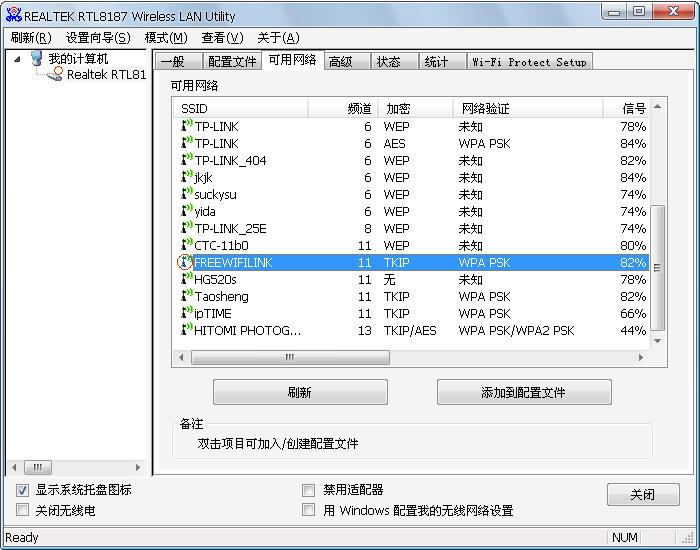 REALTEK RTL8187 Wireless LAN Utility
刷新(R) 设置向导(S) 模式(M) 查看(V) 关于(A)
我的计算机
Realtek RTL81
一般 配置文件 可用网络 高级 状态 统计 Wi-Fi Protect Setup
可用网络
SSID 频道 加密 网络验证 信号
TP-LINK 6 WEP 未知 78%
TP-LINK 6 AES WPA PSK 84%
TP-LINK_404 6 WEP 未知 82%
jkjk 6 WEP 未知 84%
suckysu 6 WEP 未知 74%
yida 6 WEP 未知 74%
TP-LINK_25E 8 WEP 未知 74%
CTC-11b0 11 WEP 未知 80%
FREEWIFILINK 11 TKIP WPA PSK 82%
HG520s 11 无 未知 78%
Taosheng 11 TKIP WPA PSK 82%
ipTIME 11 TKIP WPA PSK 66%
HITOMI PHOTOG... 13 TKIP/AES WPA PSK/WPA2 PSK 44%
刷新 添加到配置文件
备注
双击项目可加入/创建配置文件
显示系统托盘图标 禁用适配器 关闭
关闭无线电 用 Windows 配置我的无线网络设置
Ready NUM